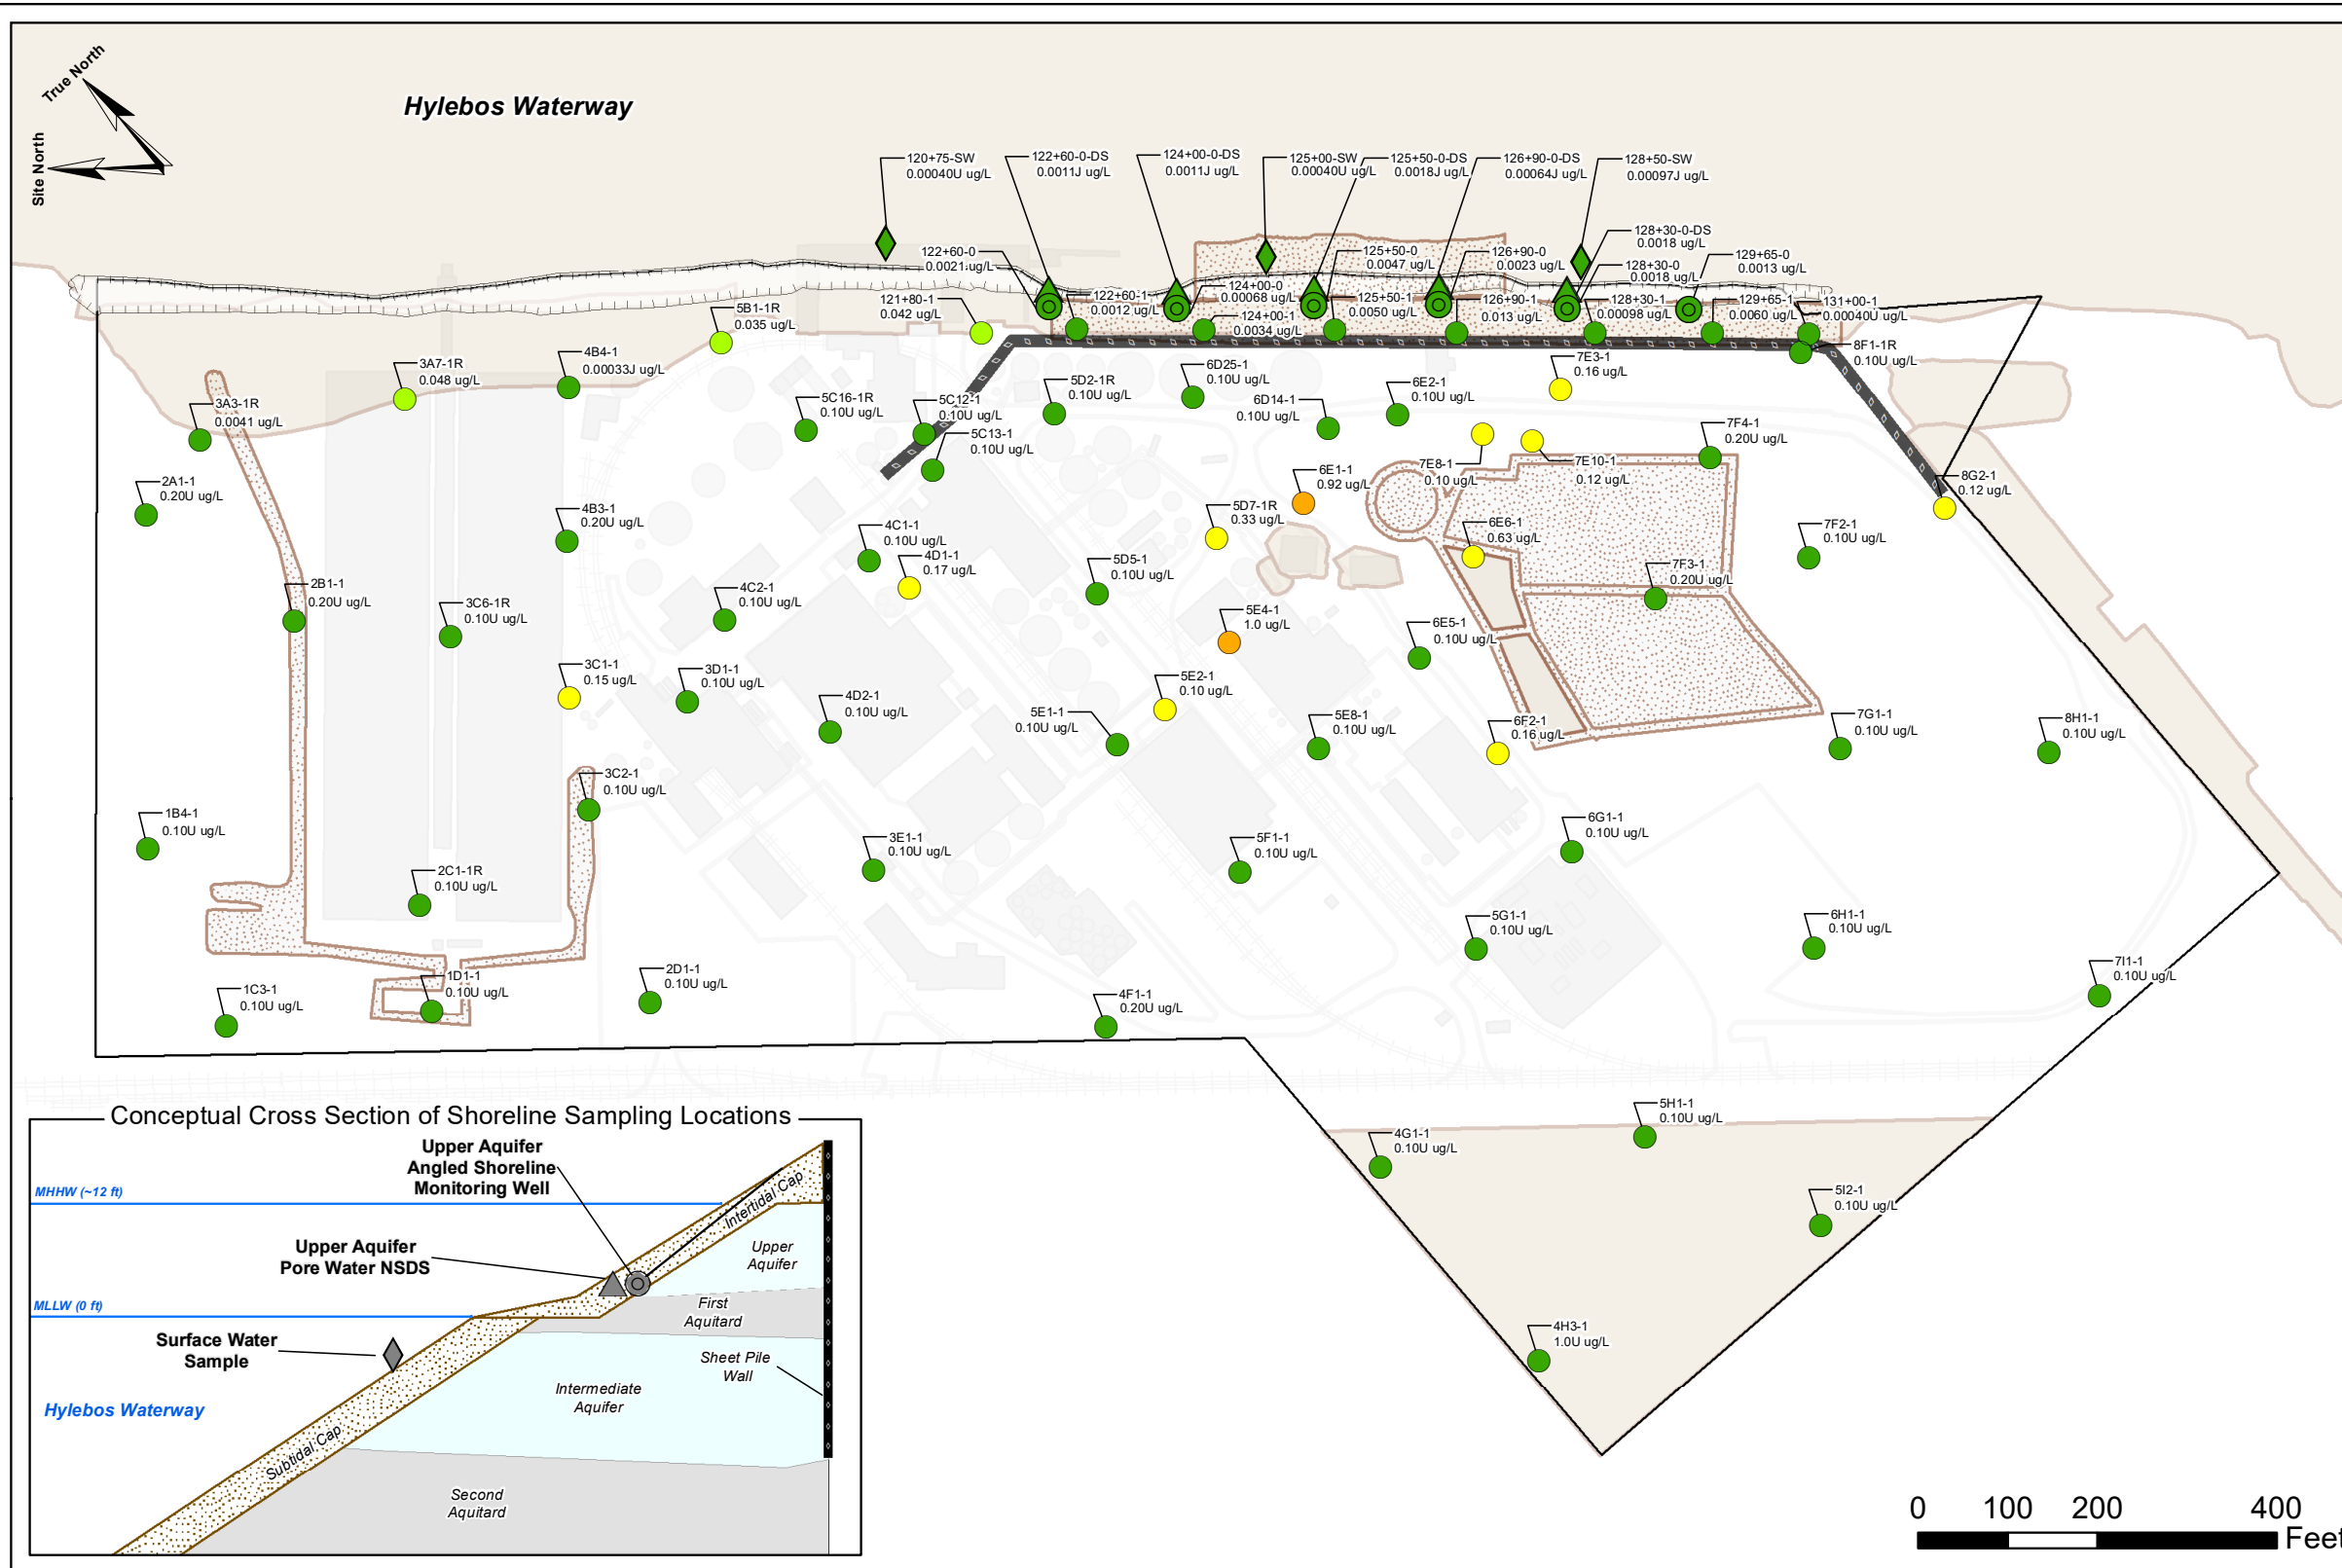 True North
Site North
Hylebos Waterway
120+75-SW
0.00040U ug/L
122+60-0-DS
0.0011J ug/L
124+00-0-DS
0.0011J ug/L
125+00-SW
0.00040U ug/L
125+50-0-DS
0.0018J ug/L
126+90-0-DS
0.00064J ug/L
128+50-SW
0.00097J ug/L
128+30-0-DS
0.0018 ug/L
122+60-0
0.0021 ug/L
125+50-0
0.0047 ug/L
126+90-0
0.0023 ug/L
129+65-0
0.0013 ug/L
128+30-0
0.0018 ug/L
124+00-0
0.00068 ug/L
121+80-1
0.042 ug/L
122+60-1
0.0012 ug/L
124+00-1
0.0034 ug/L
125+50-1
0.0050 ug/L
126+90-1
0.013 ug/L
128+30-1
0.00098 ug/L
129+65-1
0.0060 ug/L
131+00-1
0.00040U ug/L
8F1-1R
0.10U ug/L
5B1-1R
0.035 ug/L
4B4-1
0.00033J ug/L
3A7-1R
0.048 ug/L
3A3-1R
0.0041 ug/L
5C16-1R
0.10U ug/L
5C12-1
0.10U ug/L
5C13-1
0.10U ug/L
5D2-1R
0.10U ug/L
6D25-1
0.10U ug/L
6D14-1
0.10U ug/L
6E2-1
0.10U ug/L
7E3-1
0.16 ug/L
7F4-1
0.20U ug/L
7E8-1
0.10 ug/L
7E10-1
0.12 ug/L
8G2-1
0.12 ug/L
2A1-1
0.20U ug/L
4B3-1
0.20U ug/L
4C1-1
0.10U ug/L
4D1-1
0.17 ug/L
5D7-1R
0.33 ug/L
6E1-1
0.92 ug/L
6E6-1
0.63 ug/L
7F2-1
0.10U ug/L
7F3-1
0.20U ug/L
2B1-1
0.20U ug/L
3C6-1R
0.10U ug/L
4C2-1
0.10U ug/L
5D5-1
0.10U ug/L
5E4-1
1.0 ug/L
6E5-1
0.10U ug/L
3C1-1
0.15 ug/L
3D1-1
0.10U ug/L
4D2-1
0.10U ug/L
5E1-1
0.10U ug/L
5E2-1
0.10 ug/L
5E8-1
0.10U ug/L
6F2-1
0.16 ug/L
7G1-1
0.10U ug/L
8H1-1
0.10U ug/L
3C2-1
0.10U ug/L
1B4-1
0.10U ug/L
2C1-1R
0.10U ug/L
3E1-1
0.10U ug/L
5F1-1
0.10U ug/L
6G1-1
0.10U ug/L
5G1-1
0.10U ug/L
6H1-1
0.10U ug/L
7I1-1
0.10U ug/L
1C3-1
0.10U ug/L
1D1-1
0.10U ug/L
2D1-1
0.10U ug/L
4F1-1
0.20U ug/L
4G1-1
0.10U ug/L
5H1-1
0.10U ug/L
5I2-1
0.10U ug/L
4H3-1
1.0U ug/L
Conceptual Cross Section of Shoreline Sampling Locations
Upper Aquifer
Angled Shoreline
Monitoring Well
MHHW (~12 ft)
Intertidal Cap
Upper Aquifer
Pore Water NSDS
Upper
Aquifer
MLLW (0 ft)
First
Aquitard
Surface Water
Sample
Sheet Pile
Wall
Intermediate
Aquifer
Hylebos Waterway
Subtidal Cap
Second
Aquitard
0 100 200 400
Feet